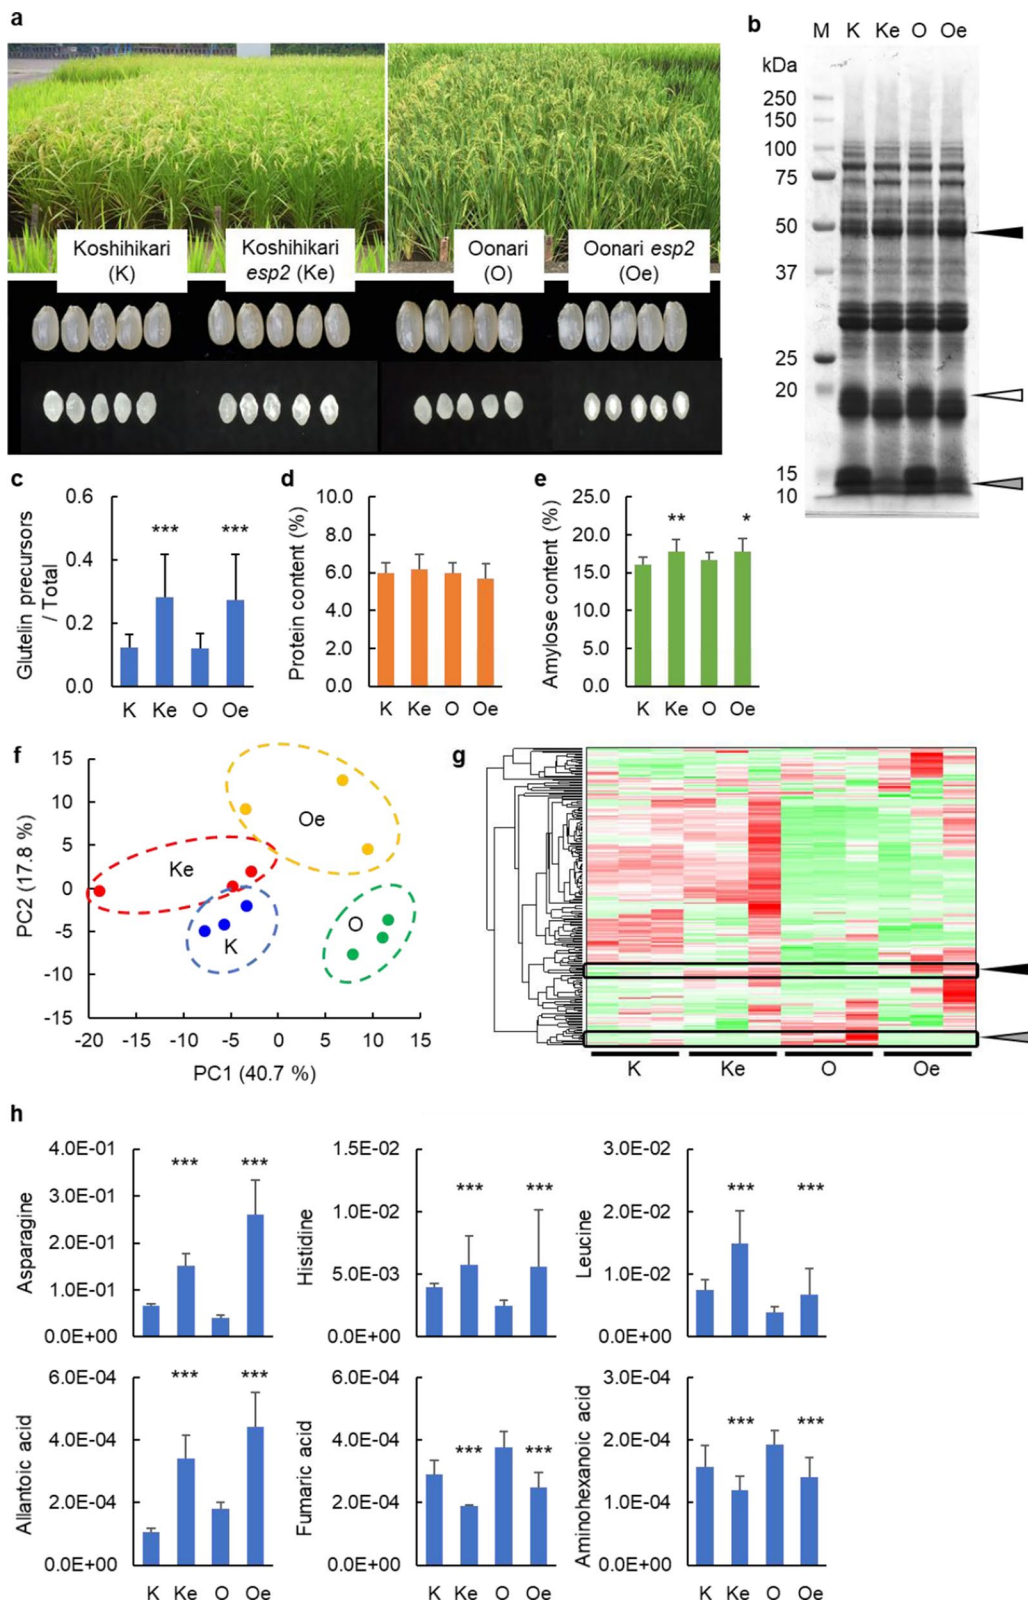 a
Koshihikari
(K)
Koshihikari
esp2 (Ke)
Oonari
(O)
Oonari esp2
(Oe)
b
M K Ke O Oe
kDa
250
150
100
75
50
37
25
20
15
10
c
Glutelin precursors
/ Total
0.6
0.4
0.2
0.0
*** ***
K Ke O Oe
d
Protein content (%)
10.0
8.0
6.0
4.0
2.0
0.0
K Ke O Oe
e
Amylose content (%)
25.0
20.0
15.0
10.0
5.0
0.0
** *
K Ke O Oe
f
PC2 (17.8 %)
15
10
5
0
-5
-10
-15
Oe
Ke
K
O
-20 -15 -10 -5 0 5 10 15
PC1 (40.7 %)
g
K Ke O Oe
h
Asparagine
4.0E-01
3.0E-01
2.0E-01
1.0E-01
0.0E+00
*** ***
Histidine
1.5E-02
1.0E-02
5.0E-03
0.0E+00
*** ***
Leucine
3.0E-02
2.0E-02
1.0E-02
0.0E+00
*** ***
Allantoic acid
6.0E-04
4.0E-04
2.0E-04
0.0E+00
*** ***
K Ke O Oe
Fumaric acid
6.0E-04
4.0E-04
2.0E-04
0.0E+00
*** ***
K Ke O Oe
Aminohexanoic acid
3.0E-04
2.0E-04
1.0E-04
0.0E+00
*** ***
K Ke O Oe